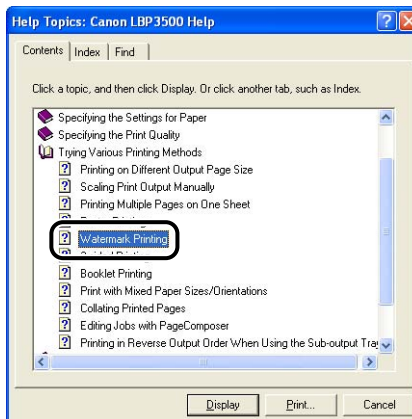 Help Topics: Canon LBP3500 Help
Contents Index Find
Click a topic, and then click Display. Or click another tab, such as Index.
Specifying the Settings for Paper
Specifying the Print Quality
Trying Various Printing Methods
Printing on Different Output Page Size
Scaling Print Output Manually
Printing Multiple Pages on One Sheet
Watermark Printing
Booklet Printing
Print with Mixed Paper Sizes/Orientations
Collating Printed Pages
Editing Jobs with PageComposer
Printing in Reverse Output Order When Using the Sub-output Tray
Display Print... Cancel